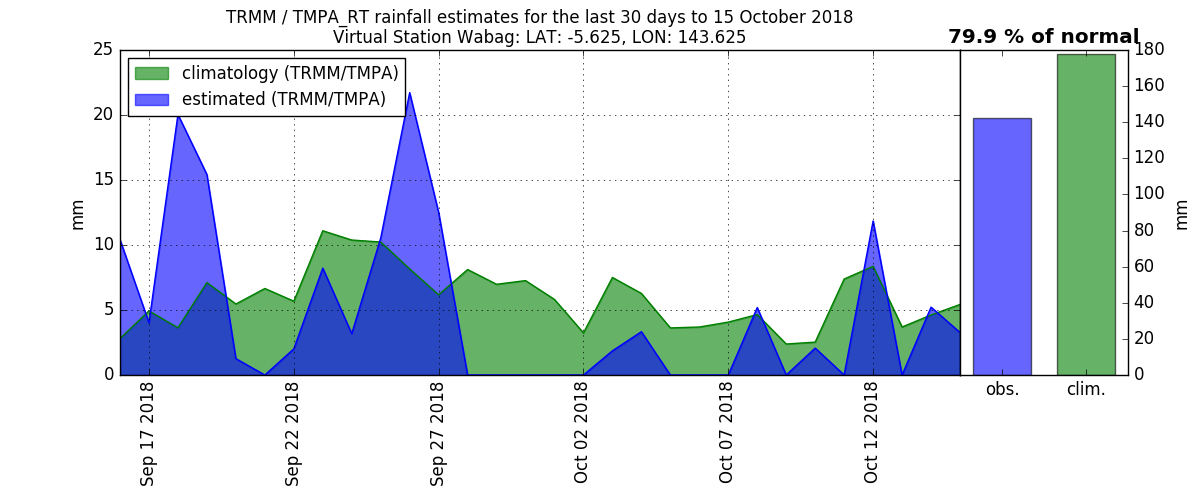 TRMM / TMPA_RT rainfall estimates for the last 30 days to 15 October 2018
Virtual Station Wabag: LAT: -5.625, LON: 143.625
79.9 % of normal
climatology (TRMM/TMPA)
estimated (TRMM/TMPA)
25
20
15
10
5
0
mm
Sep 17 2018
Sep 22 2018
Sep 27 2018
Oct 02 2018
Oct 07 2018
Oct 12 2018
180
160
140
120
100
80
60
40
20
0
mm
obs.
clim.